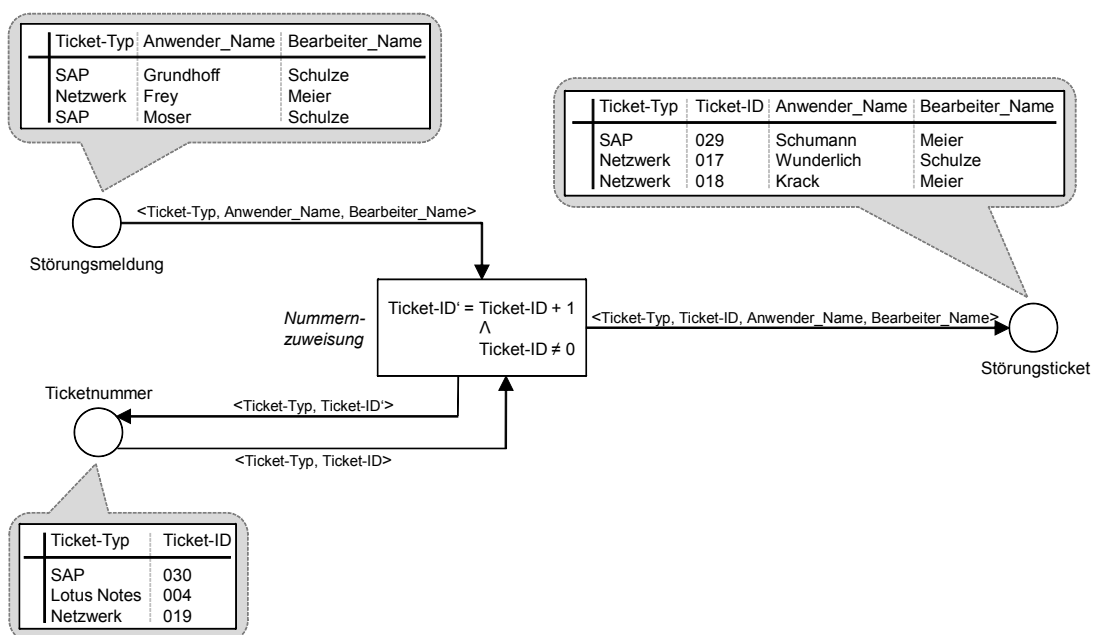 Ticket-Typ Anwender_Name Bearbeiter_Name
SAP Grundhoff Schulze
Netzwerk Frey Meier
SAP Moser Schulze
Ticket-Typ Ticket-ID Anwender_Name Bearbeiter_Name
SAP 029 Schumann Meier
Netzwerk 017 Wunderlich Schulze
Netzwerk 018 Krack Meier
<Ticket-Typ, Anwender_Name, Bearbeiter_Name>
Störungsmeldung
Nummern-
zuweisung
Ticket-ID‘ = Ticket-ID + 1
Λ
Ticket-ID ≠ 0
<Ticket-Typ, Ticket-ID, Anwender_Name, Bearbeiter_Name>
Störungsticket
Ticketnummer
<Ticket-Typ, Ticket-ID‘>
<Ticket-Typ, Ticket-ID>
Ticket-Typ Ticket-ID
SAP 030
Lotus Notes 004
Netzwerk 019